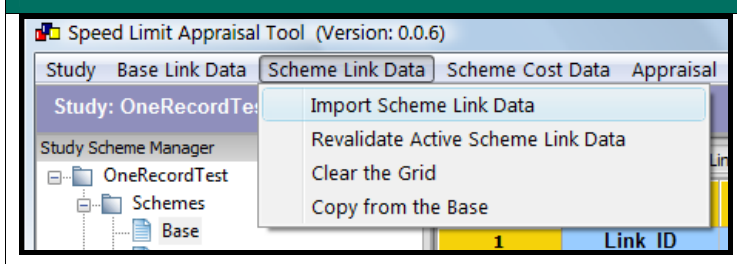 Speed Limit Appraisal Tool (Version: 0.0.6)
Study Base Link Data Scheme Link Data Scheme Cost Data Appraisal
Study: OneRecordTe
Import Scheme Link Data
Revalidate Active Scheme Link Data
Clear the Grid
Copy from the Base
Study Scheme Manager
OneRecordTest
Schemes
Base
Lin
1 Link ID